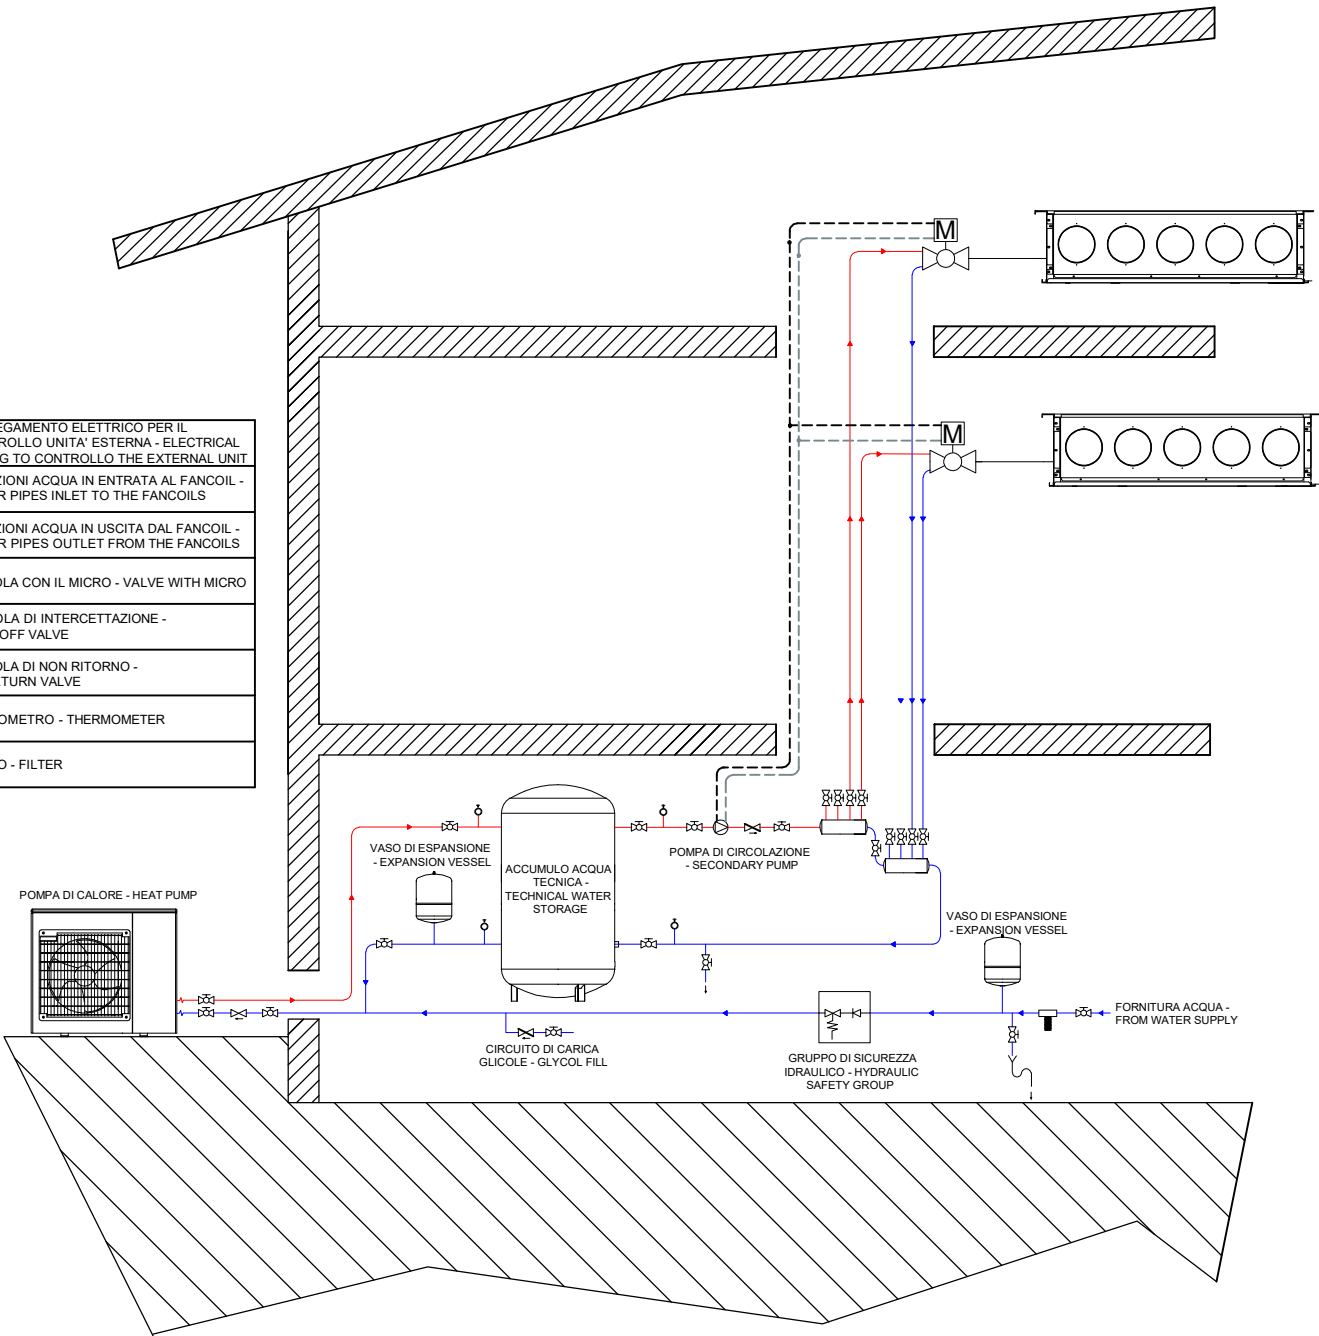 EGAMENTO ELETTRICO PER IL
ROLLO UNITA' ESTERNA - ELECTRICAL
G TO CONTROLLO THE EXTERNAL UNIT
ZIONI ACQUA IN ENTRATA AL FANCOIL -
R PIPES INLET TO THE FANCOILS
ZIONI ACQUA IN USCITA DAL FANCOIL -
R PIPES OUTLET FROM THE FANCOILS
OLA CON IL MICRO - VALVE WITH MICRO
OLA DI INTERCETTAZIONE -
OFF VALVE
OLA DI NON RITORNO -
ETURN VALVE
OMETRO - THERMOMETER
O - FILTER
M
M
VASO DI ESPANSIONE
- EXPANSION VESSEL
ACCUMULO ACQUA
TECNICA -
TECHNICAL WATER
STORAGE
POMPA DI CIRCOLAZIONE
- SECONDARY PUMP
POMPA DI CALORE - HEAT PUMP
VASO DI ESPANSIONE
- EXPANSION VESSEL
FORNITURA ACQUA -
FROM WATER SUPPLY
CIRCUITO DI CARICA
GLICOLE - GLYCOL FILL
GRUPPO DI SICUREZZA
IDRAULICO - HYDRAULIC
SAFETY GROUP